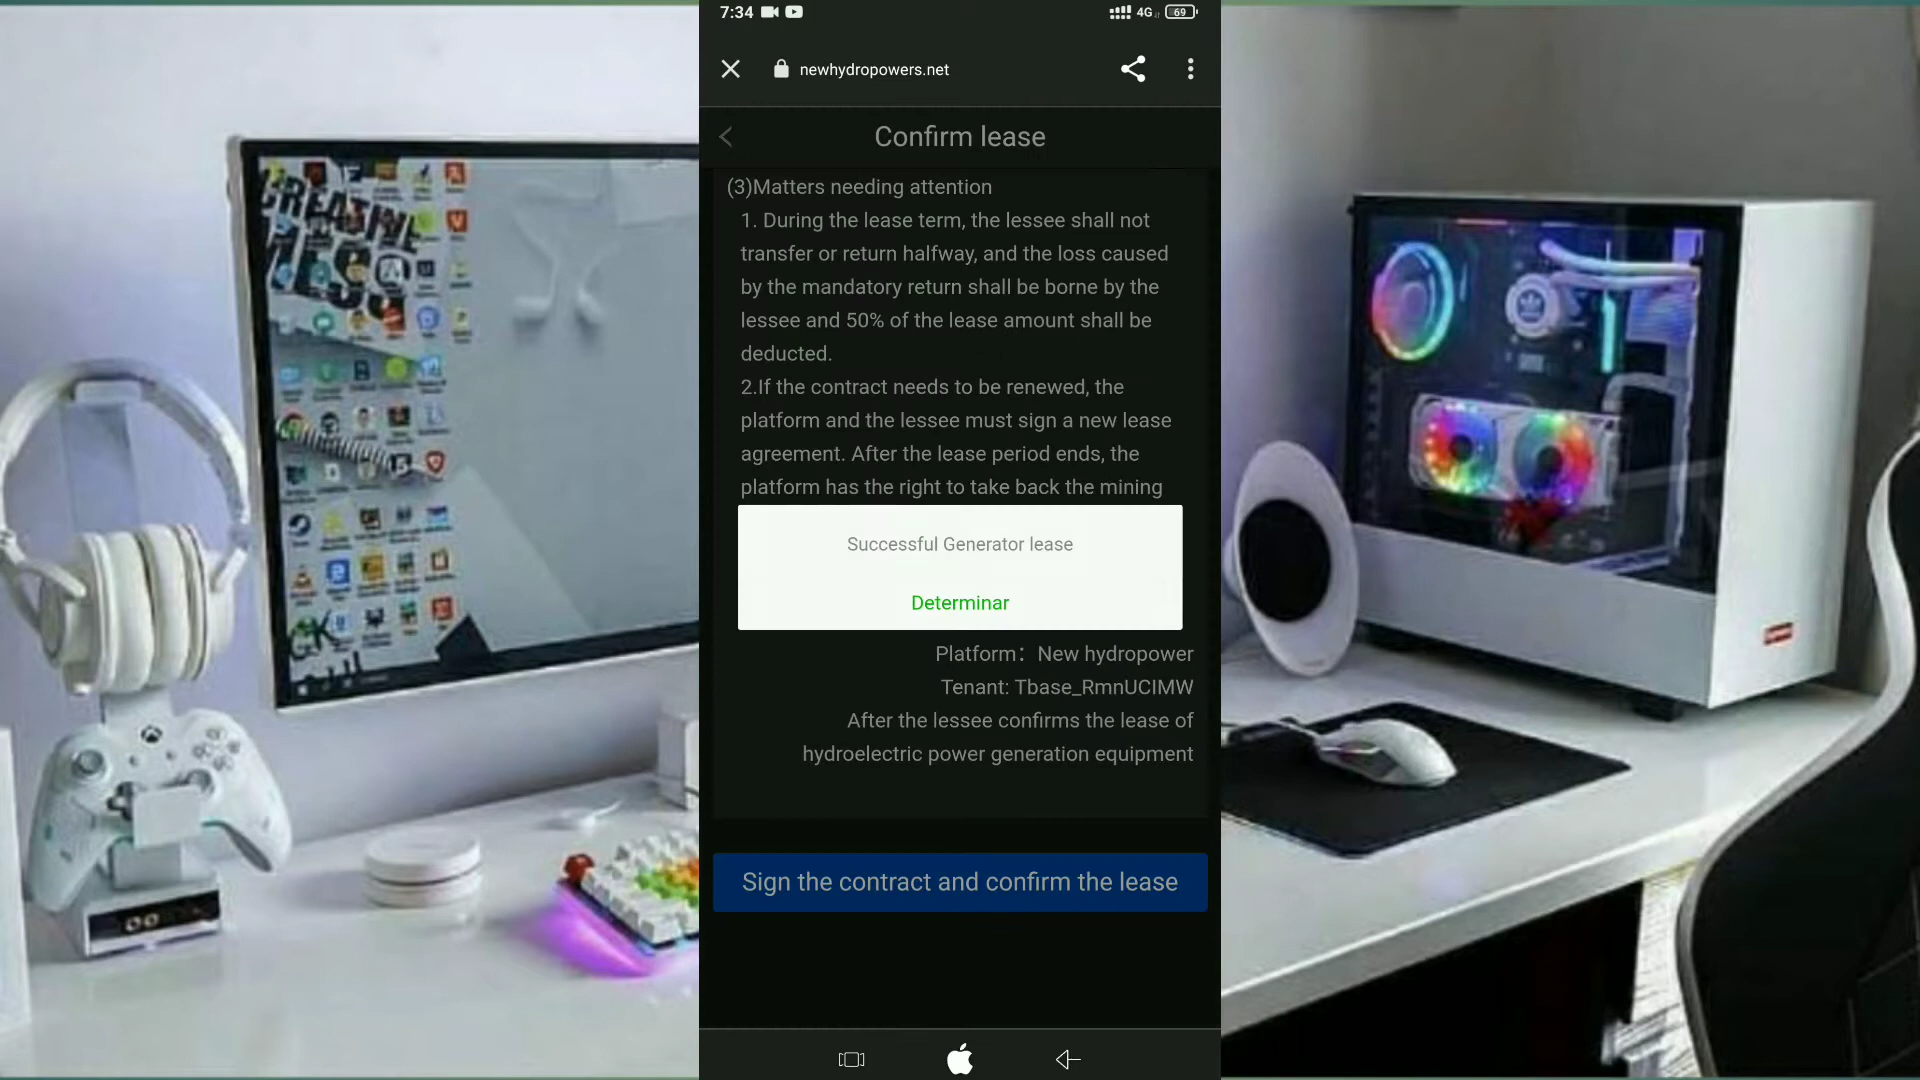 7:34
4G
69
newhydropowers.net
Confirm lease
(3)Matters needing attention
1. During the lease term, the lessee shall not
transfer or return halfway, and the loss caused
by the mandatory return shall be borne by the
lessee and 50% of the lease amount shall be
deducted.
2.If the contract needs to be renewed, the
platform and the lessee must sign a new lease
agreement. After the lease period ends, the
platform has the right to take back the mining
Successful Generator lease
Determinar
Platform：New hydropower
Tenant: Tbase_RmnUCIMW
After the lessee confirms the lease of
hydroelectric power generation equipment
Sign the contract and confirm the lease
CREATIVE